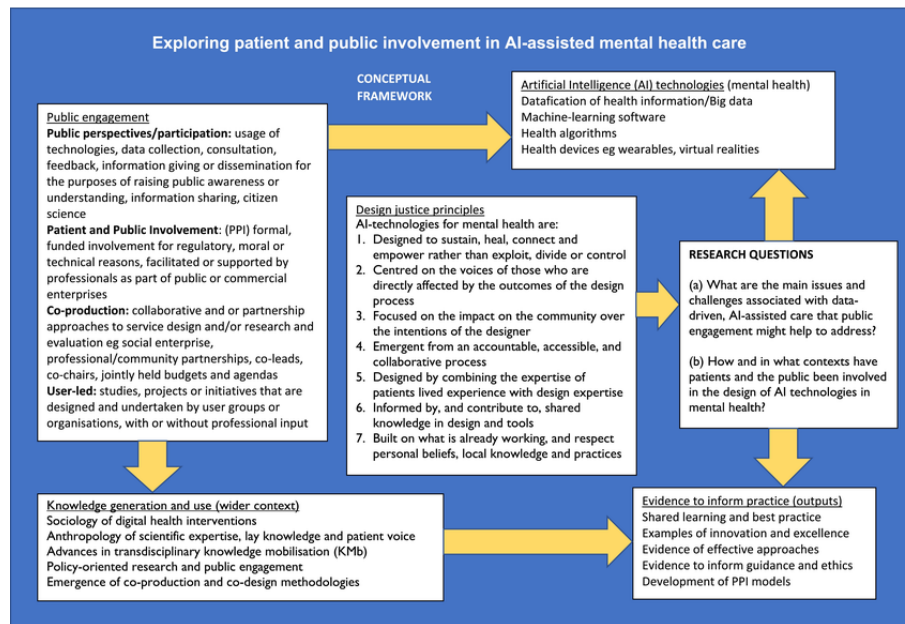 Exploring patient and public involvement in AI-assisted mental health care
CONCEPTUAL
FRAMEWORK
Public engagement
Public perspectives/participation: usage of
technologies, data collection, consultation,
feedback, information giving or dissemination for
the purposes of raising public awareness or
understanding, information sharing, citizen
science
Patient and Public Involvement: (PPI) formal,
funded involvement for regulatory, moral or
technical reasons, facilitated or supported by
professionals as part of public or commercial
enterprises
Co-production: collaborative and or partnership
approaches to service design and/or research and
evaluation eg social enterprise,
professional/community partnerships, co-leads,
co-chairs, jointly held budgets and agendas
User-led: studies, projects or initiatives that are
designed and undertaken by user groups or
organisations, with or without professional input
Artificial Intelligence (AI) technologies (mental health)
Datafication of health information/Big data
Machine-learning software
Health algorithms
Health devices eg wearables, virtual realities
Design justice principles
AI-technologies for mental health are:
1. Designed to sustain, heal, connect and
empower rather than exploit, divide or control
2. Centred on the voices of those who are
directly affected by the outcomes of the design
process
3. Focused on the impact on the community over
the intentions of the designer
4. Emergent from an accountable, accessible, and
collaborative process
5. Designed by combining the expertise of
patients lived experience with design expertise
6. Informed by, and contribute to, shared
knowledge in design and tools
7. Built on what is already working, and respect
personal beliefs, local knowledge and practices
RESEARCH QUESTIONS
(a) What are the main issues and
challenges associated with data-
driven, AI-assisted care that public
engagement might help to address?
(b) How and in what contexts have
patients and the public been involved
in the design of AI technologies in
mental health?
Knowledge generation and use (wider context)
Sociology of digital health interventions
Anthropology of scientific expertise, lay knowledge and patient voice
Advances in transdisciplinary knowledge mobilisation (KMb)
Policy-oriented research and public engagement
Emergence of co-production and co-design methodologies
Evidence to inform practice (outputs)
Shared learning and best practice
Examples of innovation and excellence
Evidence of effective approaches
Evidence to inform guidance and ethics
Development of PPI models